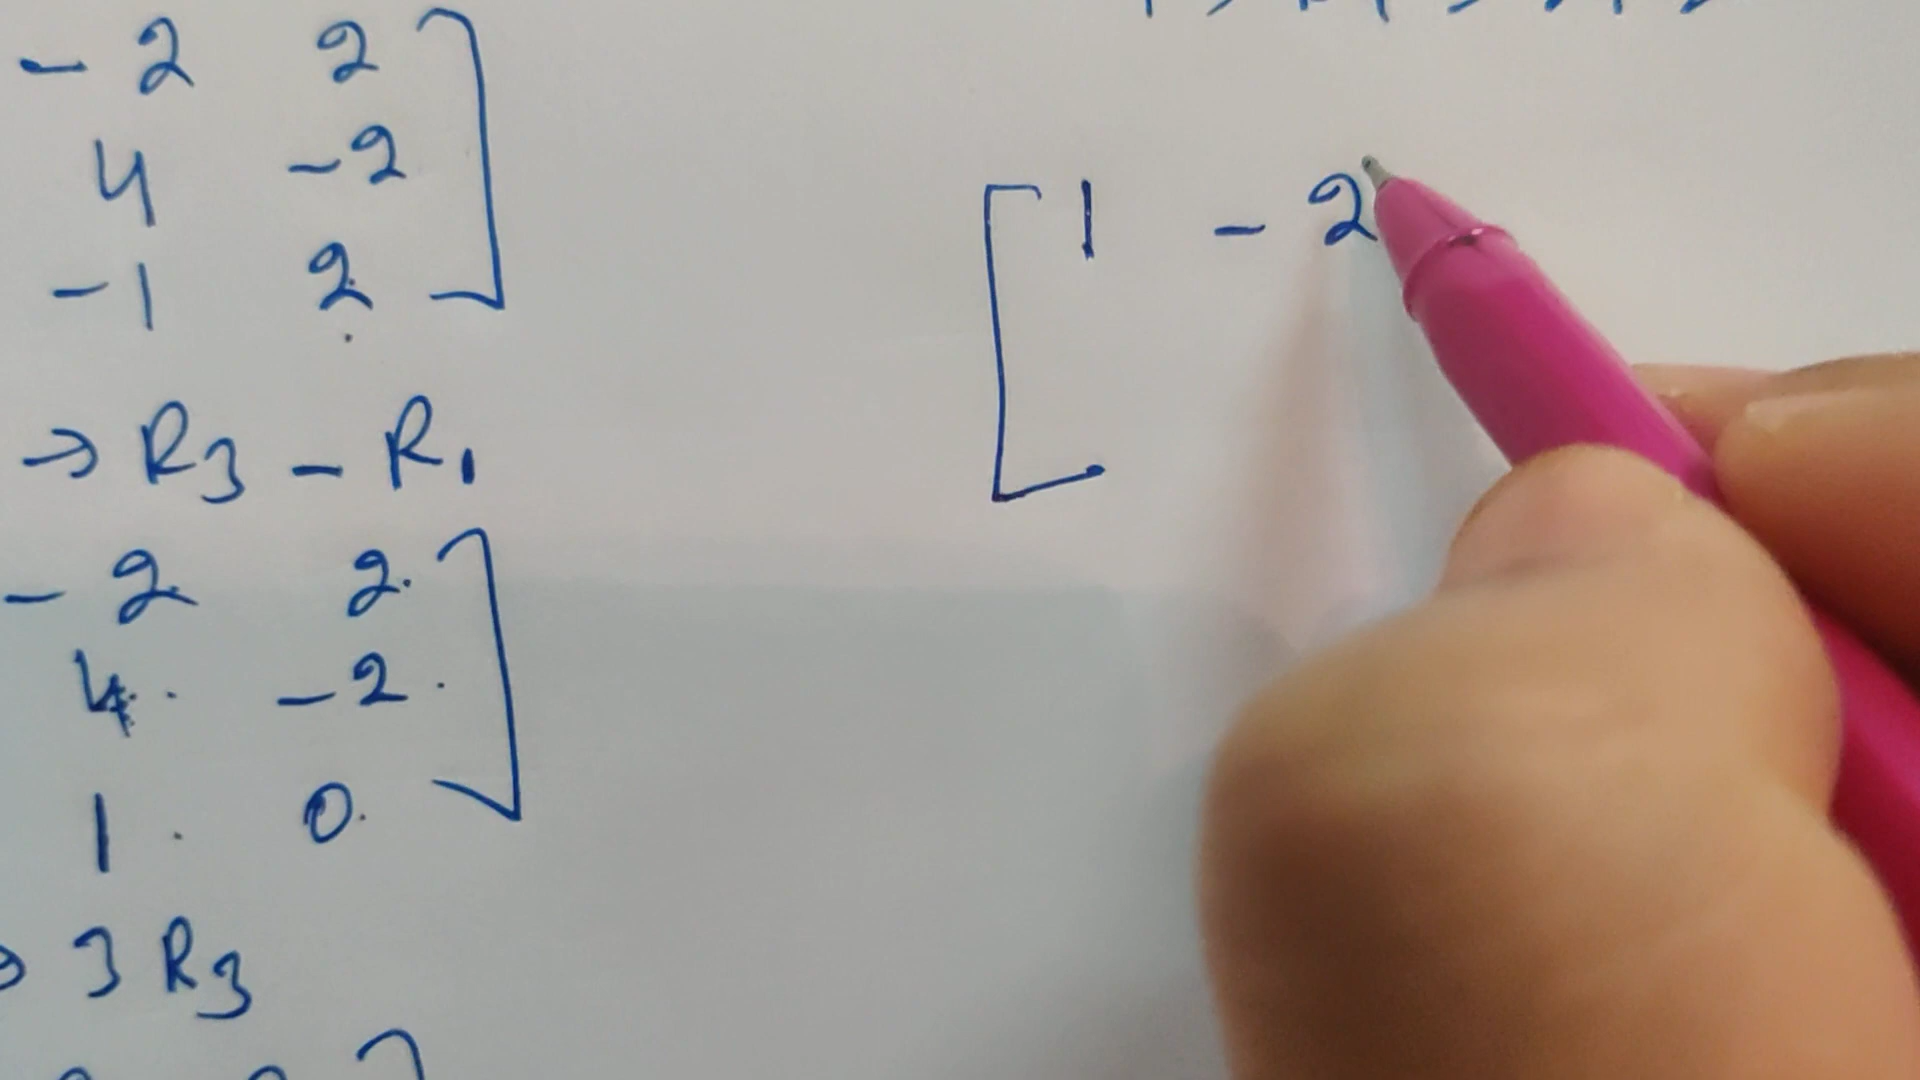 - 2 2 ]
4 -2
-1 2
→ R3 - R1
- 2 2 ]
4 -2
1 0
→ 3 R3
[ 1 - 2